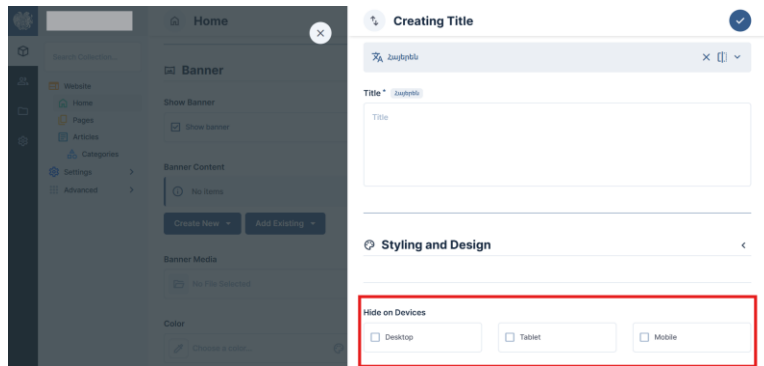 Home
Creating Title
Search Collections...
Հայերեն
Banner
Website
Title * Հայերեն
Home
Show Banner
Title
Pages
Show banner
Articles
Categories
Banner Content
Settings
No items
Advanced
Create New
Add Existing
Styling and Design
Banner Media
No File Selected
Hide on Devices
Color
Desktop
Tablet
Mobile
Choose a color...